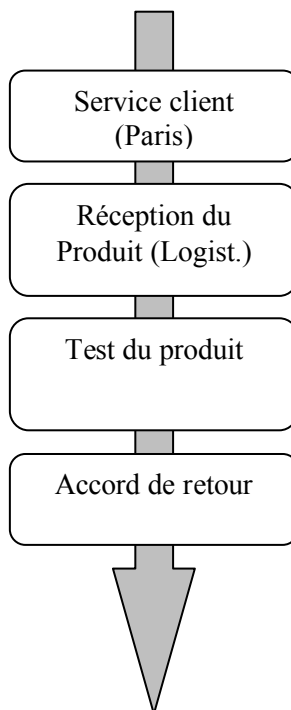 Service client
(Paris)
Réception du
Produit (Logist.)
Test du produit
Accord de retour